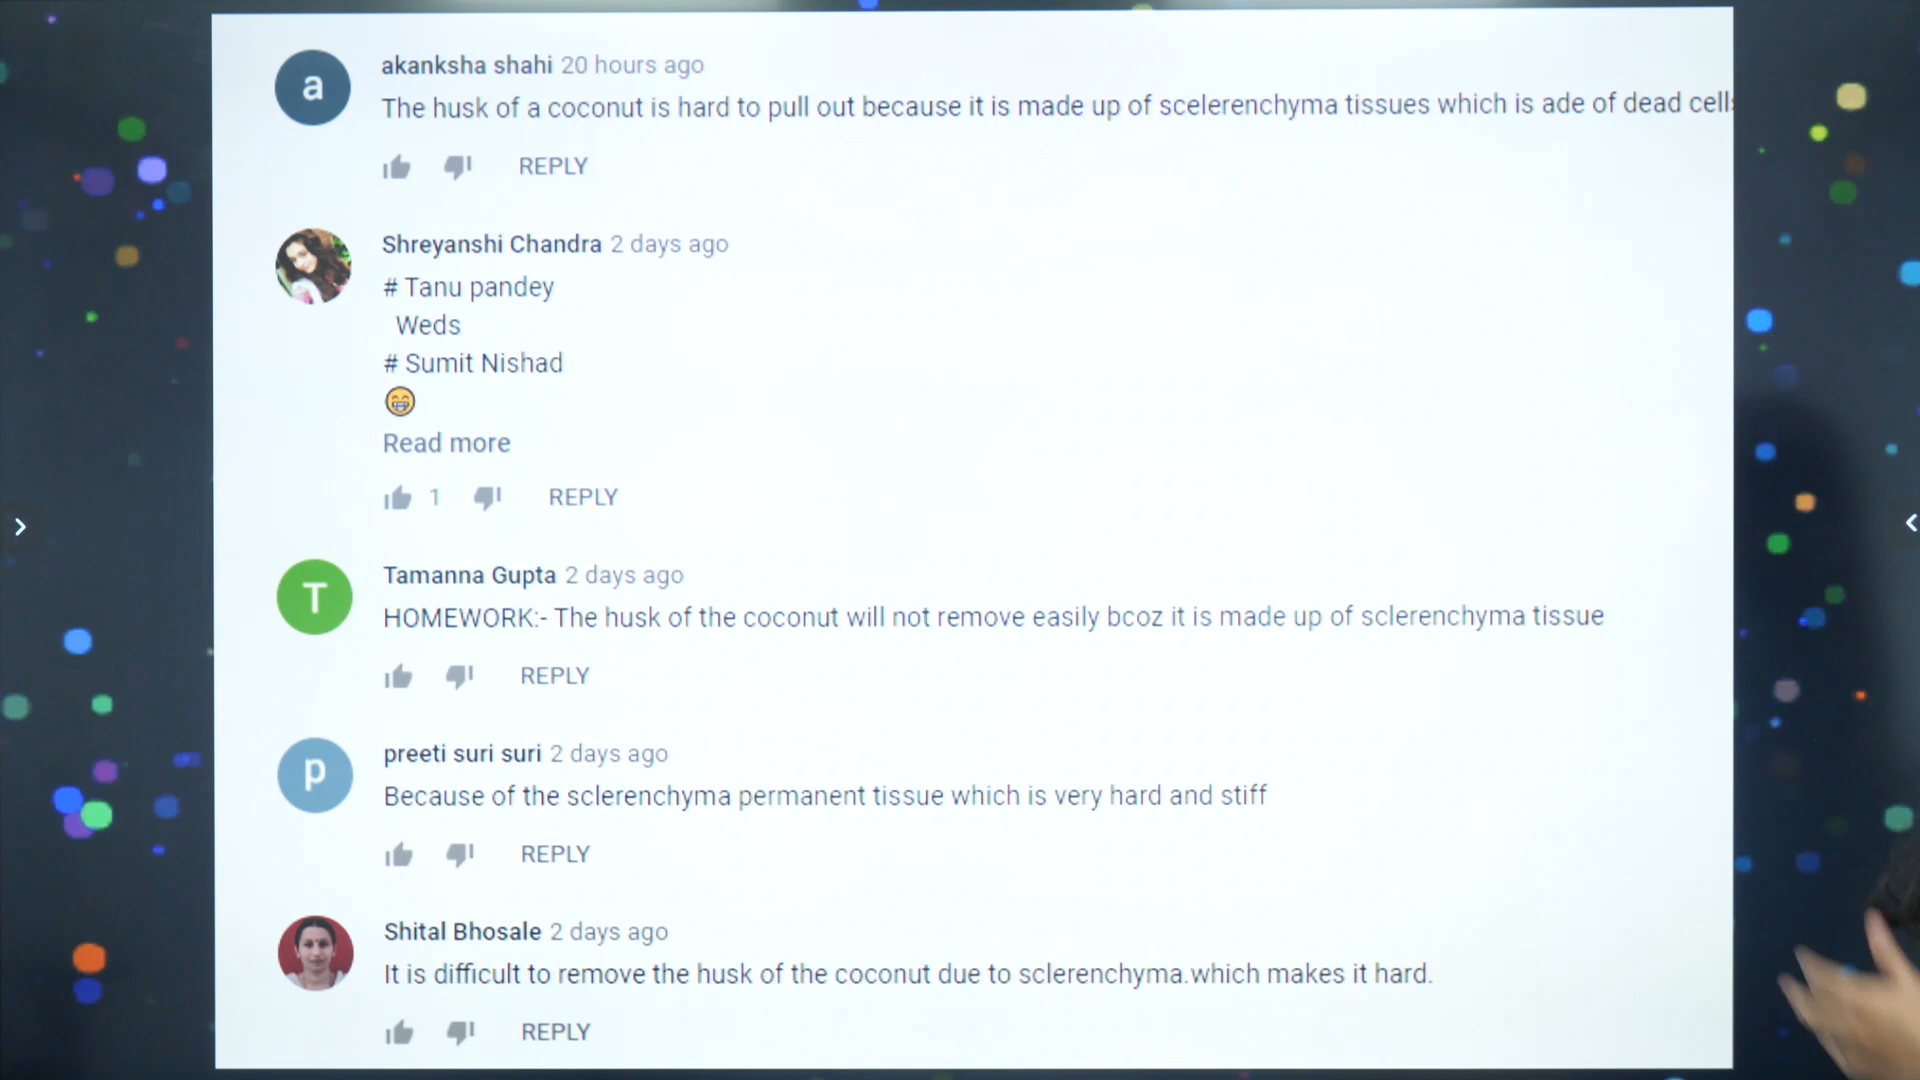 a
akanksha shahi 20 hours ago
The husk of a coconut is hard to pull out because it is made up of scelerenchyma tissues which is ade of dead cells
REPLY
Shreyanshi Chandra 2 days ago
# Tanu pandey
Weds
# Sumit Nishad
😁
Read more
1 REPLY
T
Tamanna Gupta 2 days ago
HOMEWORK:- The husk of the coconut will not remove easily bcoz it is made up of sclerenchyma tissue
REPLY
p
preeti suri suri 2 days ago
Because of the sclerenchyma permanent tissue which is very hard and stiff
REPLY
Shital Bhosale 2 days ago
It is difficult to remove the husk of the coconut due to sclerenchyma.which makes it hard.
REPLY